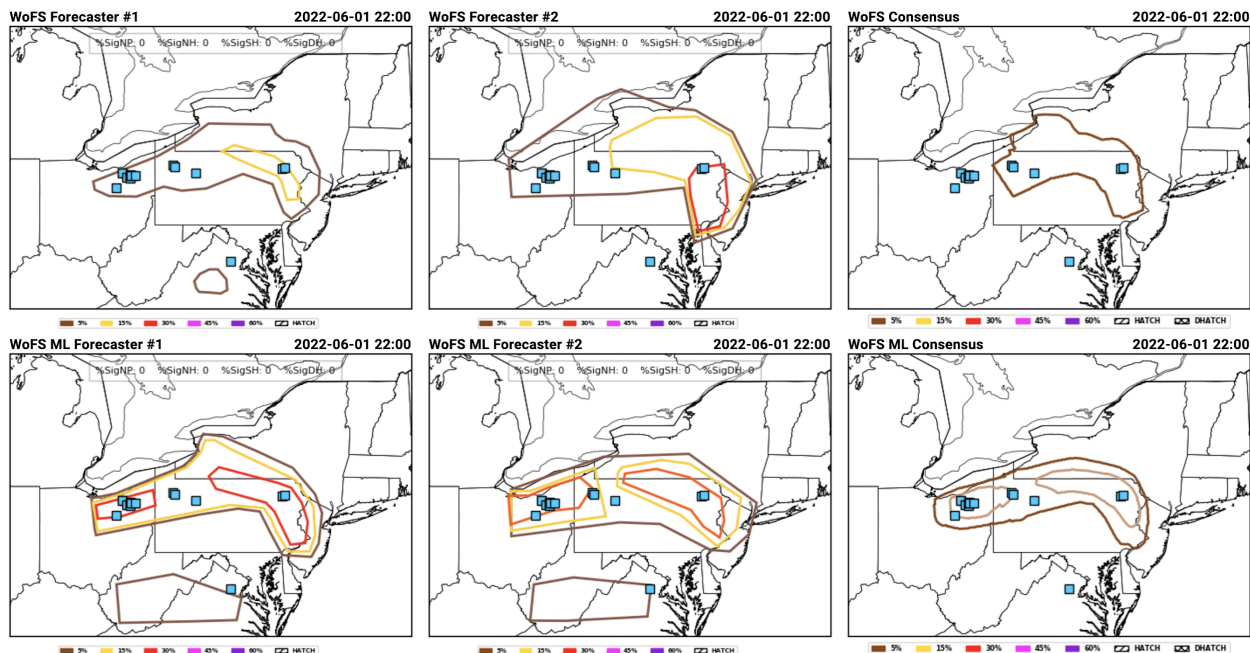 WoFS Forecaster #1 2022-06-01 22:00
%SigNP: 0 %SigNH: 0 %SigSH: 0 %SigDH: 0
5% 15% 30% 45% 60% HATCH
WoFS Forecaster #2 2022-06-01 22:00
%SigNP: 0 %SigNH: 0 %SigSH: 0 %SigDH: 0
5% 15% 30% 45% 60% HATCH
WoFS Consensus 2022-06-01 22:00
5% 15% 30% 45% 60% HATCH DHATCH
WoFS ML Forecaster #1 2022-06-01 22:00
%SigNP: 0 %SigNH: 0 %SigSH: 0 %SigDH: 0
5% 15% 30% 45% 60% HATCH
WoFS ML Forecaster #2 2022-06-01 22:00
%SigNP: 0 %SigNH: 0 %SigSH: 0 %SigDH: 0
5% 15% 30% 45% 60% HATCH
WoFS ML Consensus 2022-06-01 22:00
5% 15% 30% 45% 60% HATCH DHATCH